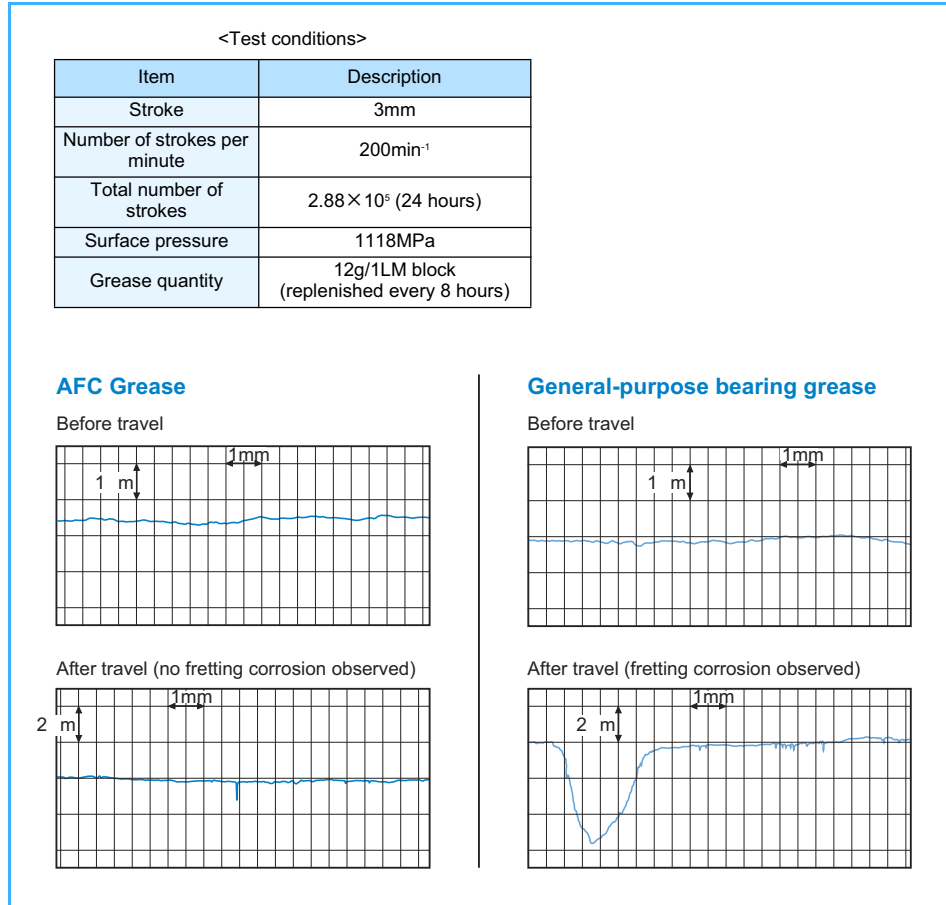 <Test conditions>
Item Description
Stroke 3mm
Number of strokes per
minute
200min⁻¹
Total number of
strokes
2.88×10⁵ (24 hours)
Surface pressure 1118MPa
Grease quantity
12g/1LM block
(replenished every 8 hours)
AFC Grease
Before travel
1mm
1 m
After travel (no fretting corrosion observed)
1mm
2 m
General-purpose bearing grease
Before travel
1mm
1 m
After travel (fretting corrosion observed)
1mm
2 m